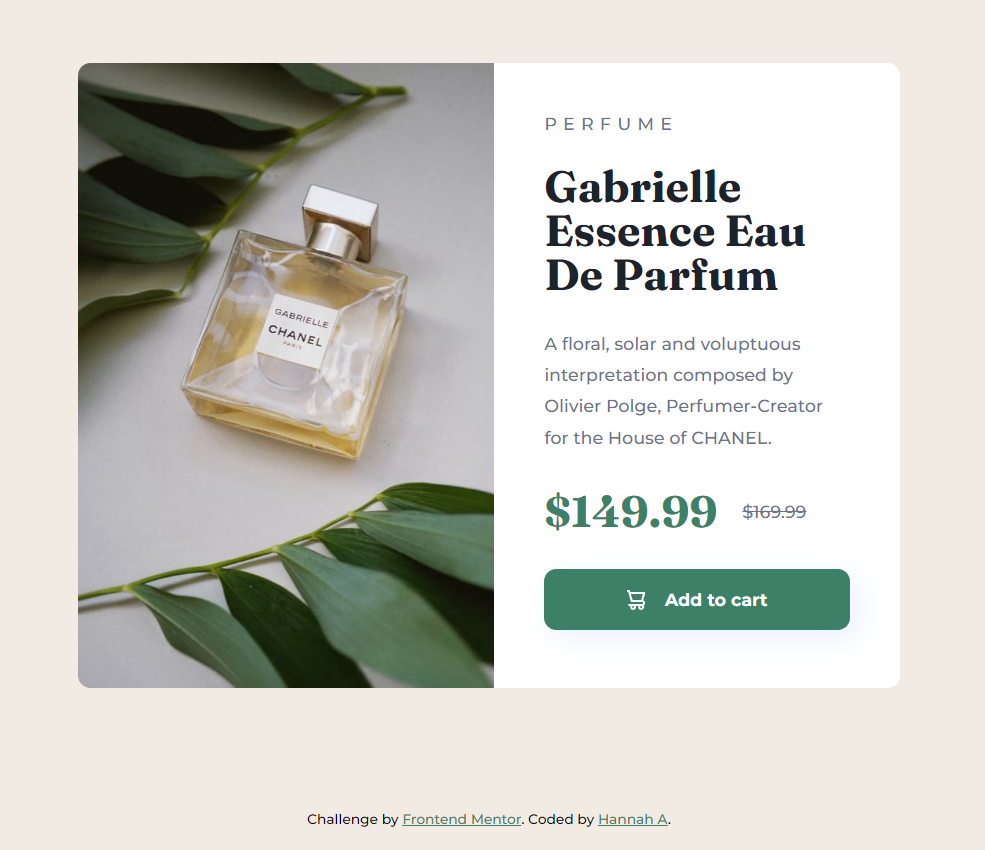 GABRIELLE
CHANEL
PARIS
PERFUME
Gabrielle
Essence Eau
De Parfum
A floral, solar and voluptuous
interpretation composed by
Olivier Polge, Perfumer-Creator
for the House of CHANEL.
$149.99 $169.99
Add to cart
Challenge by Frontend Mentor. Coded by Hannah A.